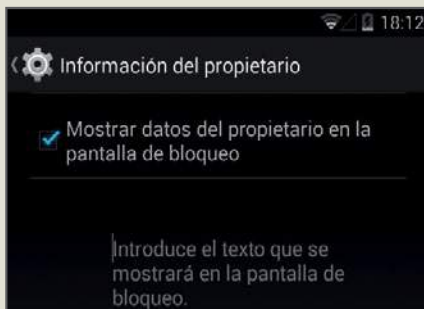 18:12
Información del propietario
Mostrar datos del propietario en la
pantalla de bloqueo
Introduce el texto que se
mostrará en la pantalla de
bloqueo.